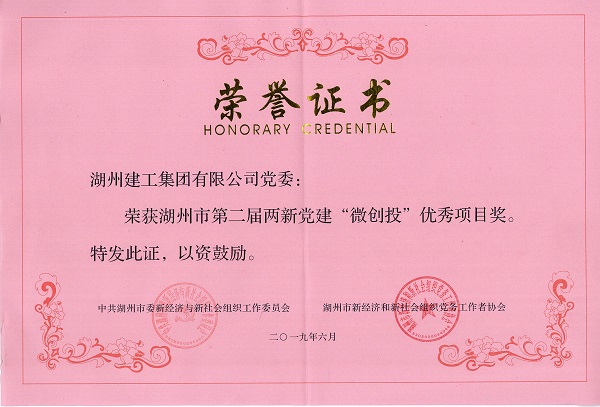 荣誉证书
HONORARY CREDENTIAL
湖州建工集团有限公司党委：
荣获湖州市第二届两新党建“微创投”优秀项目奖。
特发此证，以资鼓励。
中共湖州市委新经济与新社会组织工作委员会 湖州市新经济和新社会组织党务工作者协会
二〇一九年六月